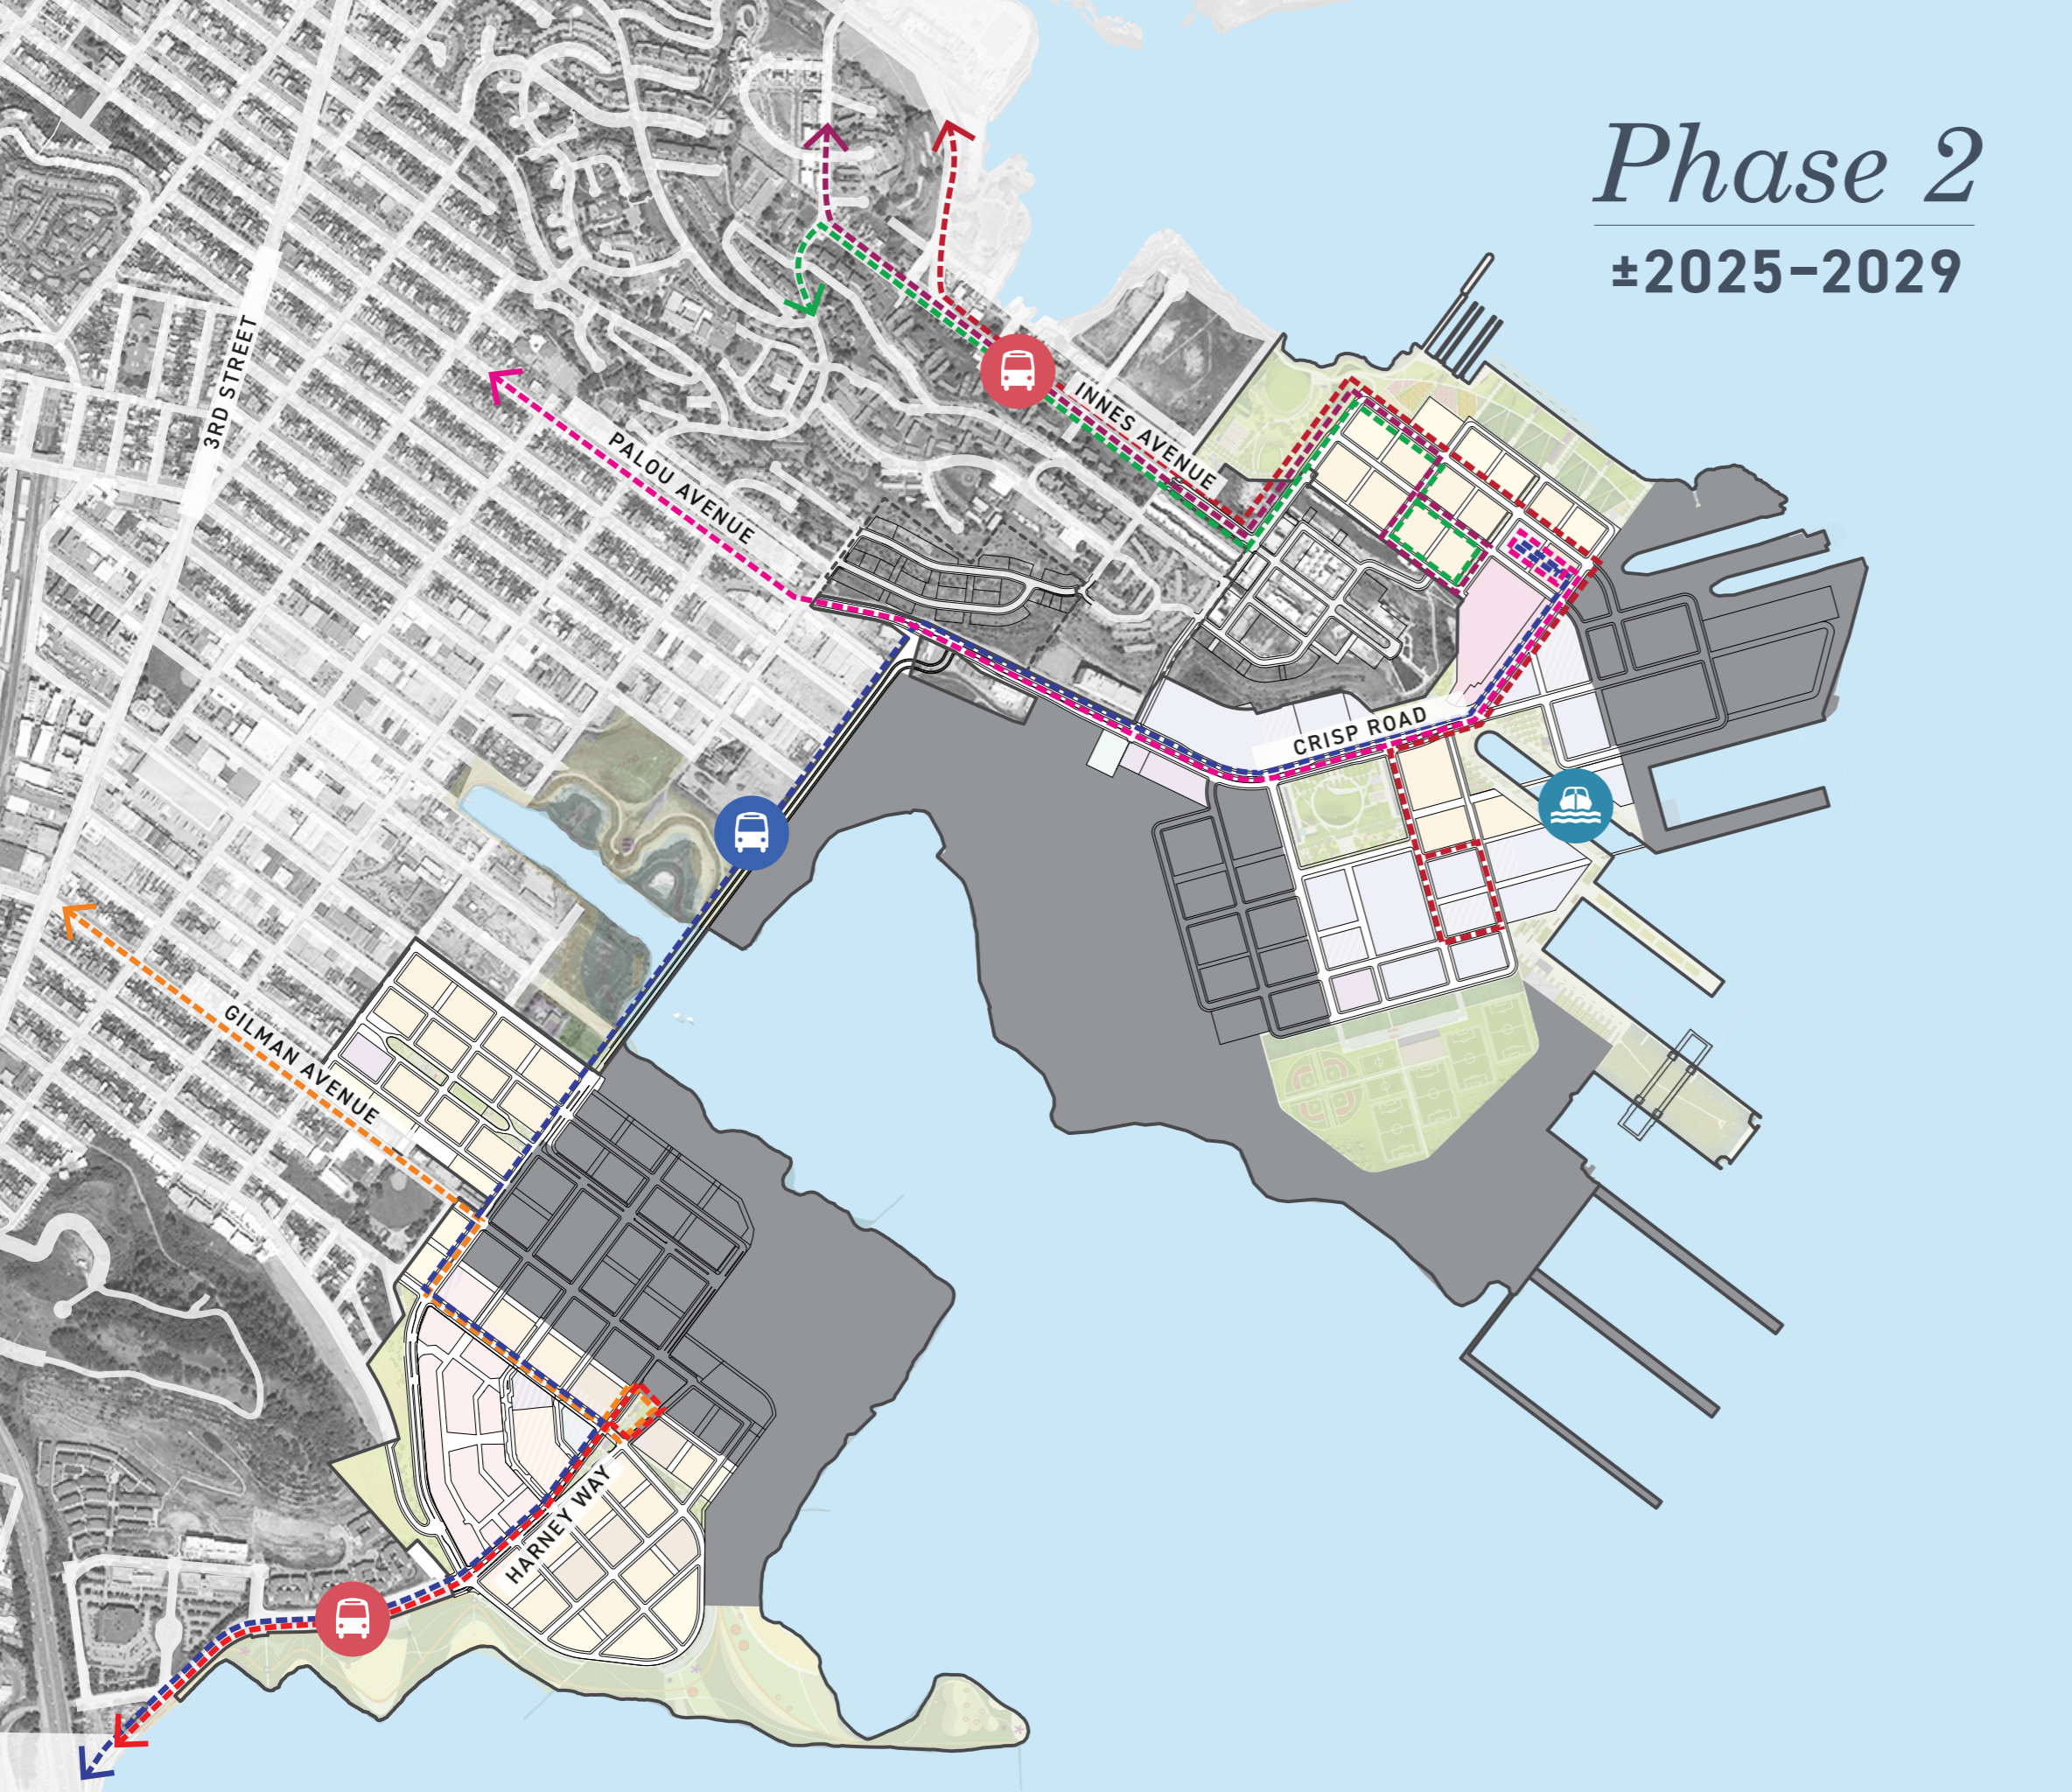 Phase 2
±2025–2029
3RD STREET
PALOU AVENUE
INNES AVENUE
CRISP ROAD
GILMAN AVENUE
HARNEY WAY